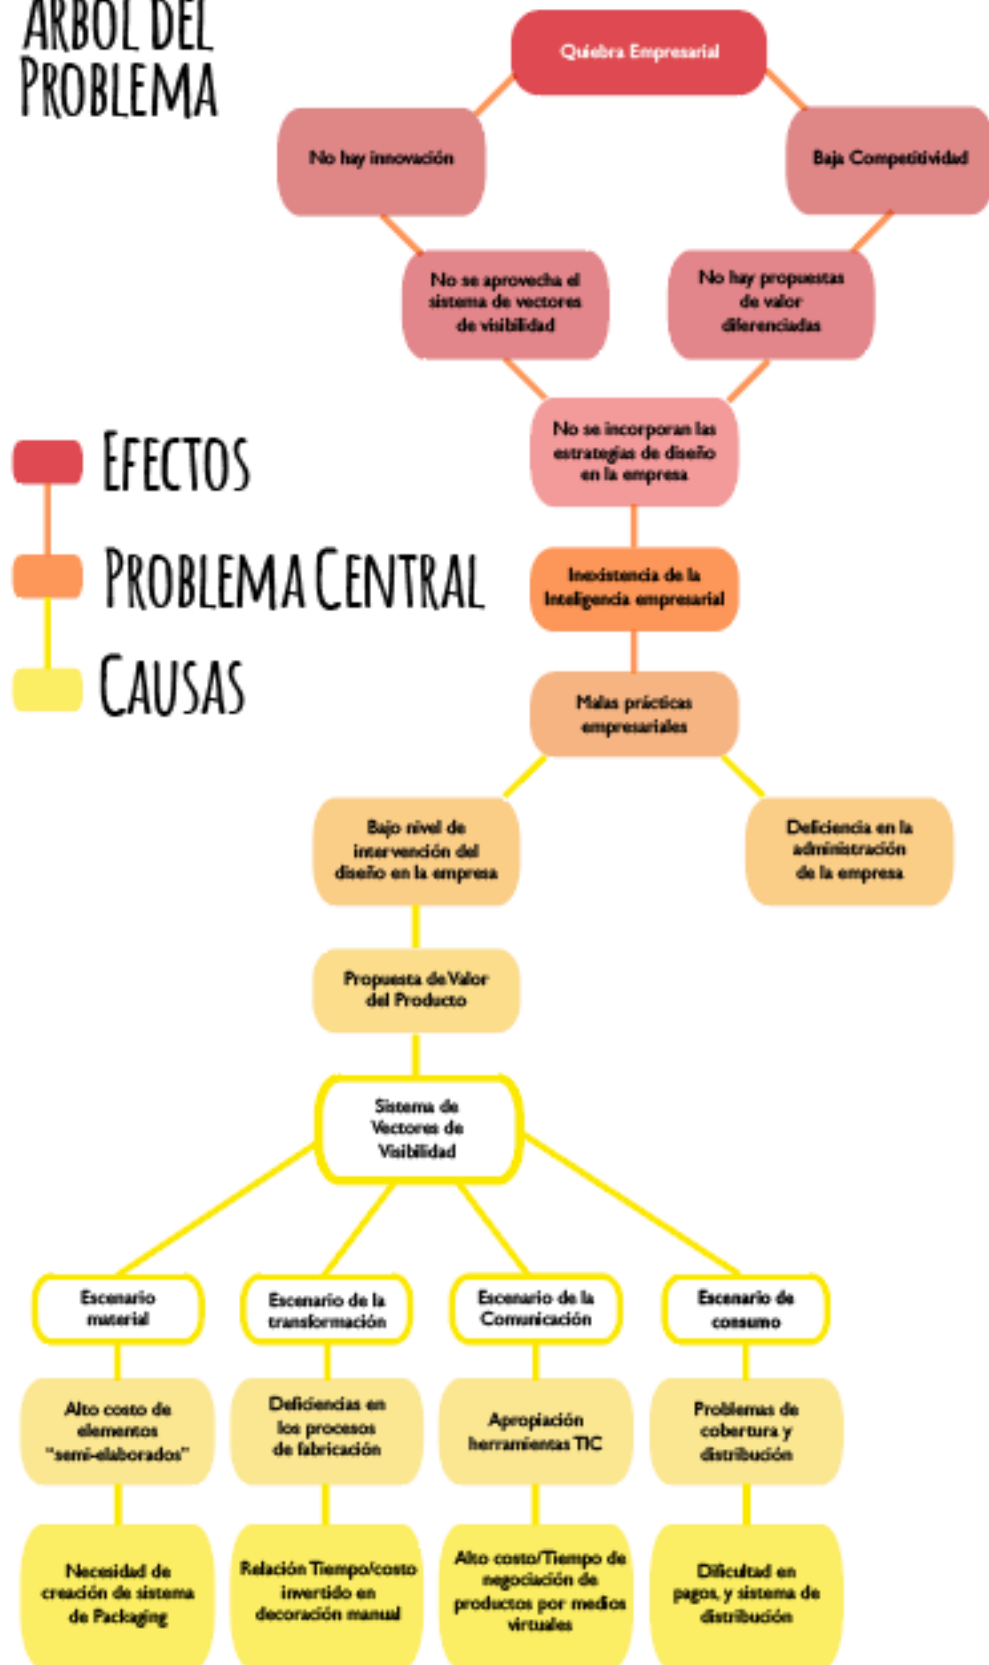 ÁRBOL DEL
PROBLEMA
Quiebra Empresarial
No hay innovación
Baja Competitividad
No se aprovecha el
sistema de vectores
de visibilidad
No hay propuestas
de valor
diferenciadas
No se incorporan las
estrategias de diseño
en la empresa
EFECTOS
PROBLEMA CENTRAL
CAUSAS
Inexistencia de la
Inteligencia empresarial
Malas prácticas
empresariales
Bajo nivel de
intervención del
diseño en la empresa
Deficiencia en la
administración
de la empresa
Propuesta de Valor
del Producto
Sistema de
Vectores de
Visibilidad
Escenario
material
Escenario de la
transformación
Escenario de la
Comunicación
Escenario de
consumo
Alto costo de
elementos
"semi-elaborados"
Deficiencias en
los procesos
de fabricación
Apropiación
herramientas TIC
Problemas de
cobertura y
distribución
Necesidad de
creación de sistema
de Packaging
Relación Tiempo/costo
invertido en
decoración manual
Alto costo/Tiempo de
negociación de
productos por medios
virtuales
Dificultad en
pagos, y sistema de
distribución